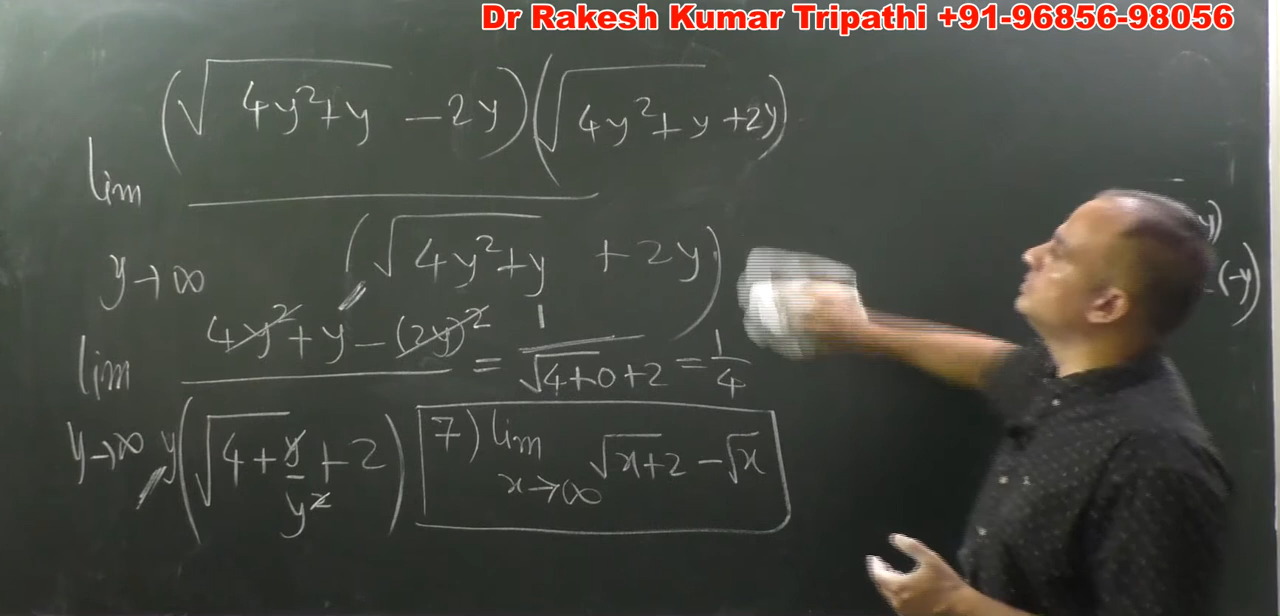 Dr Rakesh Kumar Tripathi +91-96856-98056
(√4y²+y - 2y)(√4y²+y +2y)
lim
y→∞ (√4y²+y + 2y)
y)
(-y)
lim 4y²+y-(2y)² = 1/(√4+0+2) = 1/4
y→∞ y(√4+y/y²+2)
7) lim √x+2 - √x
x→∞